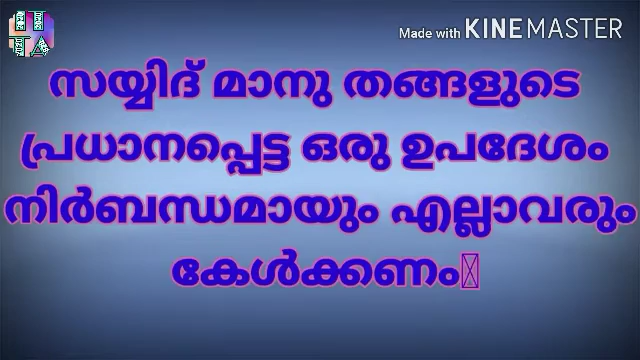 Made with KINEMASTER
സയ്യിദ് മാനു തങ്ങളുടെ
പ്രധാനപ്പെട്ട ഒരു ഉപദേശം
നിർബന്ധമായും എല്ലാവരും
കേൾക്കണം